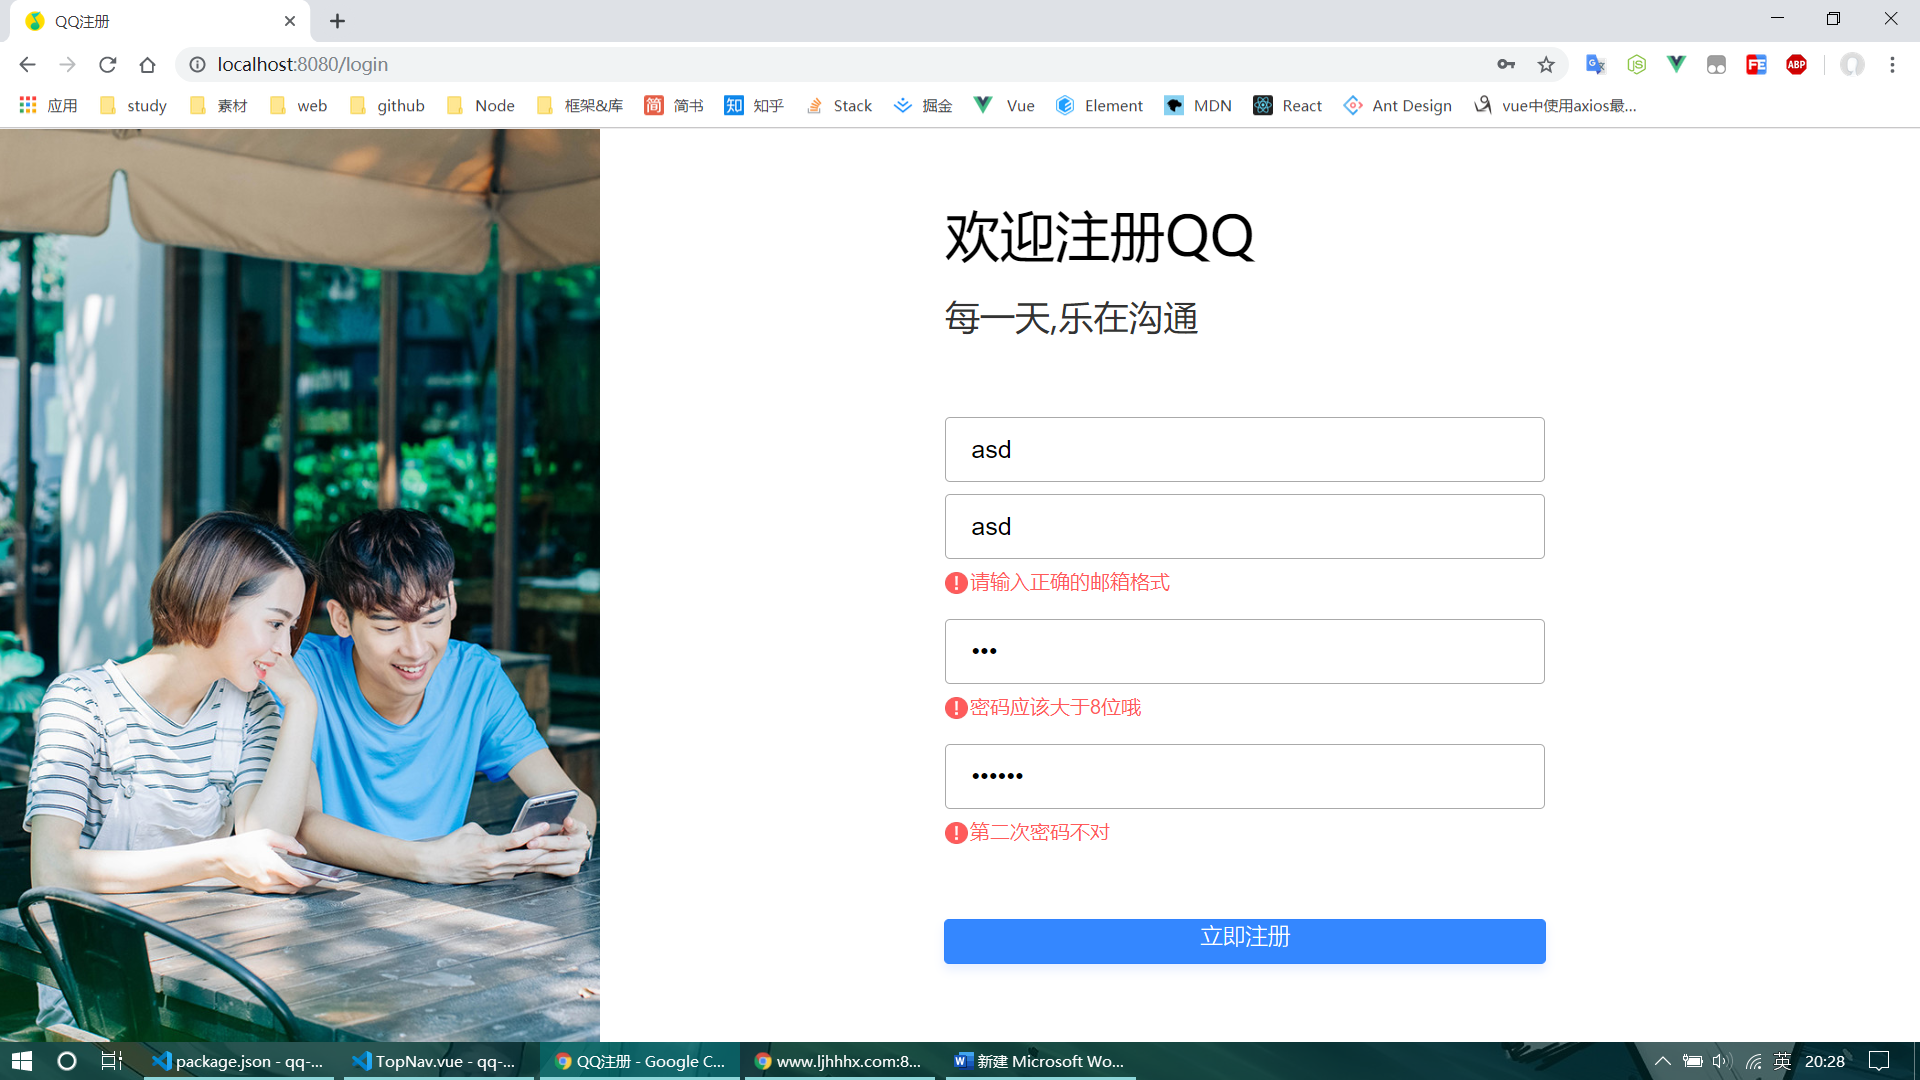 QQ注册
localhost:8080/login
应用 study 素材 web github Node 框架&库 简 简书 知 知乎 Stack 掘金 Vue Element MDN React Ant Design vue中使用axios最...
欢迎注册QQ
每一天,乐在沟通
asd
asd
请输入正确的邮箱格式
•••
密码应该大于8位哦
••••••
第二次密码不对
立即注册
package.json - qq-... TopNav.vue - qq-... QQ注册 - Google C... www.ljhhhx.com:8... 新建 Microsoft Wo... 英 20:28